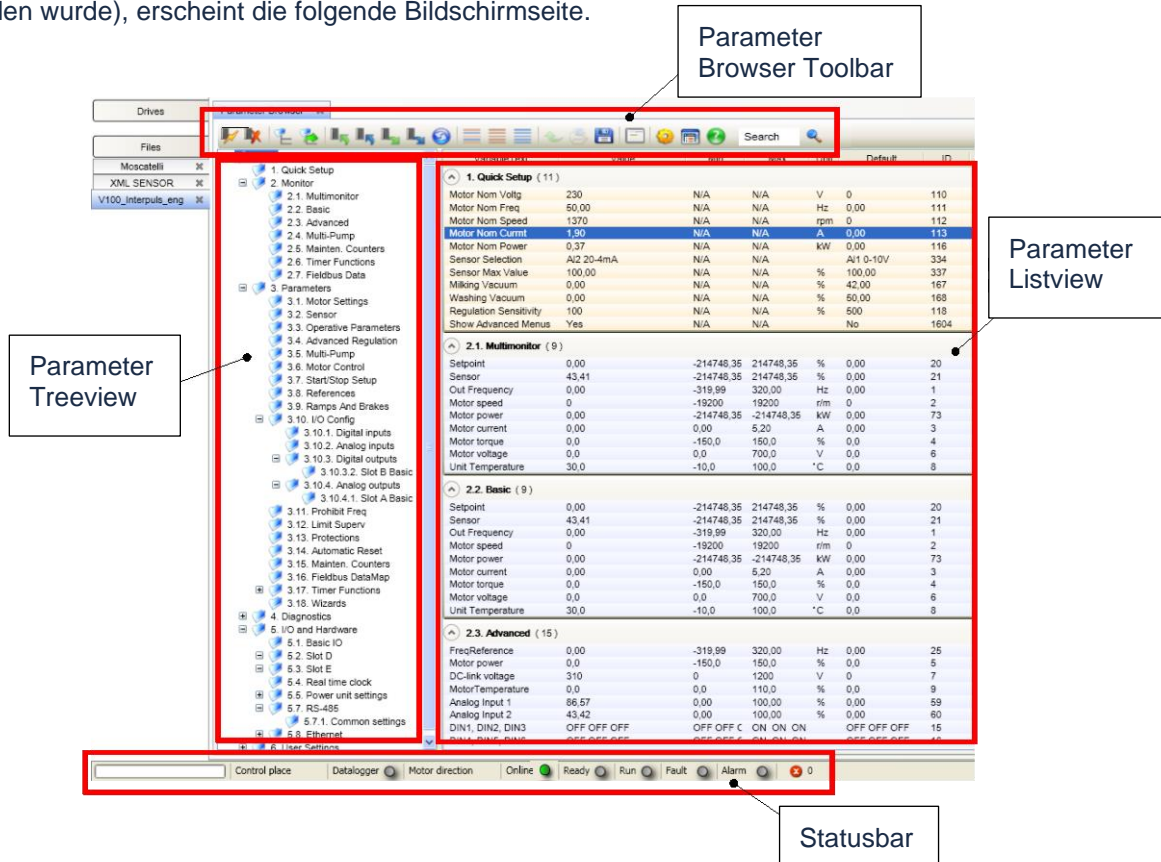 den wurde), erscheint die folgende Bildschirmseite.
Parameter
Browser Toolbar
Drives
Parameter Browser
Files
Search
Moscatelli
XML SENSOR
V100_Interpuls_eng
Parameter
Treeview
1. Quick Setup
2. Monitor
2.1. Multimonitor
2.2. Basic
2.3. Advanced
2.4. Multi-Pump
2.5. Mainten. Counters
2.6. Timer Functions
2.7. Fieldbus Data
3. Parameters
3.1. Motor Settings
3.2. Sensor
3.3. Operative Parameters
3.4. Advanced Regulation
3.5. Multi-Pump
3.6. Motor Control
3.7. Start/Stop Setup
3.8. References
3.9. Ramps And Brakes
3.10. I/O Config
3.10.1. Digital inputs
3.10.2. Analog inputs
3.10.3. Digital outputs
3.10.3.2. Slot B Basic
3.10.4. Analog outputs
3.10.4.1. Slot A Basic
3.11. Prohibit Freq
3.12. Limit Superv
3.13. Protections
3.14. Automatic Reset
3.15. Mainten. Counters
3.16. Fieldbus DataMap
3.17. Timer Functions
3.18. Wizards
4. Diagnostics
5. I/O and Hardware
5.1. Basic IO
5.2. Slot D
5.3. Slot E
5.4. Real time clock
5.5. Power unit settings
5.7. RS-485
5.7.1. Common settings
5.8. Ethernet
6. User Settings
Variable Text Value Min Max Unit Default ID
1. Quick Setup (11)
Motor Nom Voltg 230 N/A N/A V 0 110
Motor Nom Freq 50,00 N/A N/A Hz 0,00 111
Motor Nom Speed 1370 N/A N/A rpm 0 112
Motor Nom Currnt 1,90 N/A N/A A 0,00 113
Motor Nom Power 0,37 N/A N/A kW 0,00 116
Sensor Selection AI2 20-4mA N/A N/A AI1 0-10V 334
Sensor Max Value 100,00 N/A N/A % 100,00 337
Milking Vacuum 0,00 N/A N/A % 42,00 167
Washing Vacuum 0,00 N/A N/A % 50,00 168
Regulation Sensitivity 100 N/A N/A % 500 118
Show Advanced Menus Yes N/A N/A No 1604
2.1. Multimonitor (9)
Setpoint 0,00 -214748,35 214748,35 % 0,00 20
Sensor 43,41 -214748,35 214748,35 % 0,00 21
Out Frequency 0,00 -319,99 320,00 Hz 0,00 1
Motor speed 0 -19200 19200 r/m 0 2
Motor power 0,00 -214748,35 -214748,35 kW 0,00 73
Motor current 0,00 0,00 5,20 A 0,00 3
Motor torque 0,0 -150,0 150,0 % 0,0 4
Motor voltage 0,0 0,0 700,0 V 0,0 6
Unit Temperature 30,0 -10,0 100,0 °C 0,0 8
2.2. Basic (9)
Setpoint 0,00 -214748,35 214748,35 % 0,00 20
Sensor 43,41 -214748,35 214748,35 % 0,00 21
Out Frequency 0,00 -319,99 320,00 Hz 0,00 1
Motor speed 0 -19200 19200 r/m 0 2
Motor power 0,00 -214748,35 -214748,35 kW 0,00 73
Motor current 0,00 0,00 5,20 A 0,00 3
Motor torque 0,0 -150,0 150,0 % 0,0 4
Motor voltage 0,0 0,0 700,0 V 0,0 6
Unit Temperature 30,0 -10,0 100,0 °C 0,0 8
2.3. Advanced (15)
FreqReference 0,00 -319,99 320,00 Hz 0,00 25
Motor power 0,0 -150,0 150,0 % 0,0 5
DC-link voltage 310 0 1200 V 0 7
MotorTemperature 0,0 0,0 110,0 % 0,0 9
Analog Input 1 86,57 0,00 100,00 % 0,00 59
Analog Input 2 43,42 0,00 100,00 % 0,00 60
DIN1, DIN2, DIN3 OFF OFF OFF OFF OFF C ON ON ON OFF OFF OFF 15
Parameter
Listview
Control place Datalogger Motor direction Online Ready Run Fault Alarm 0
Statusbar